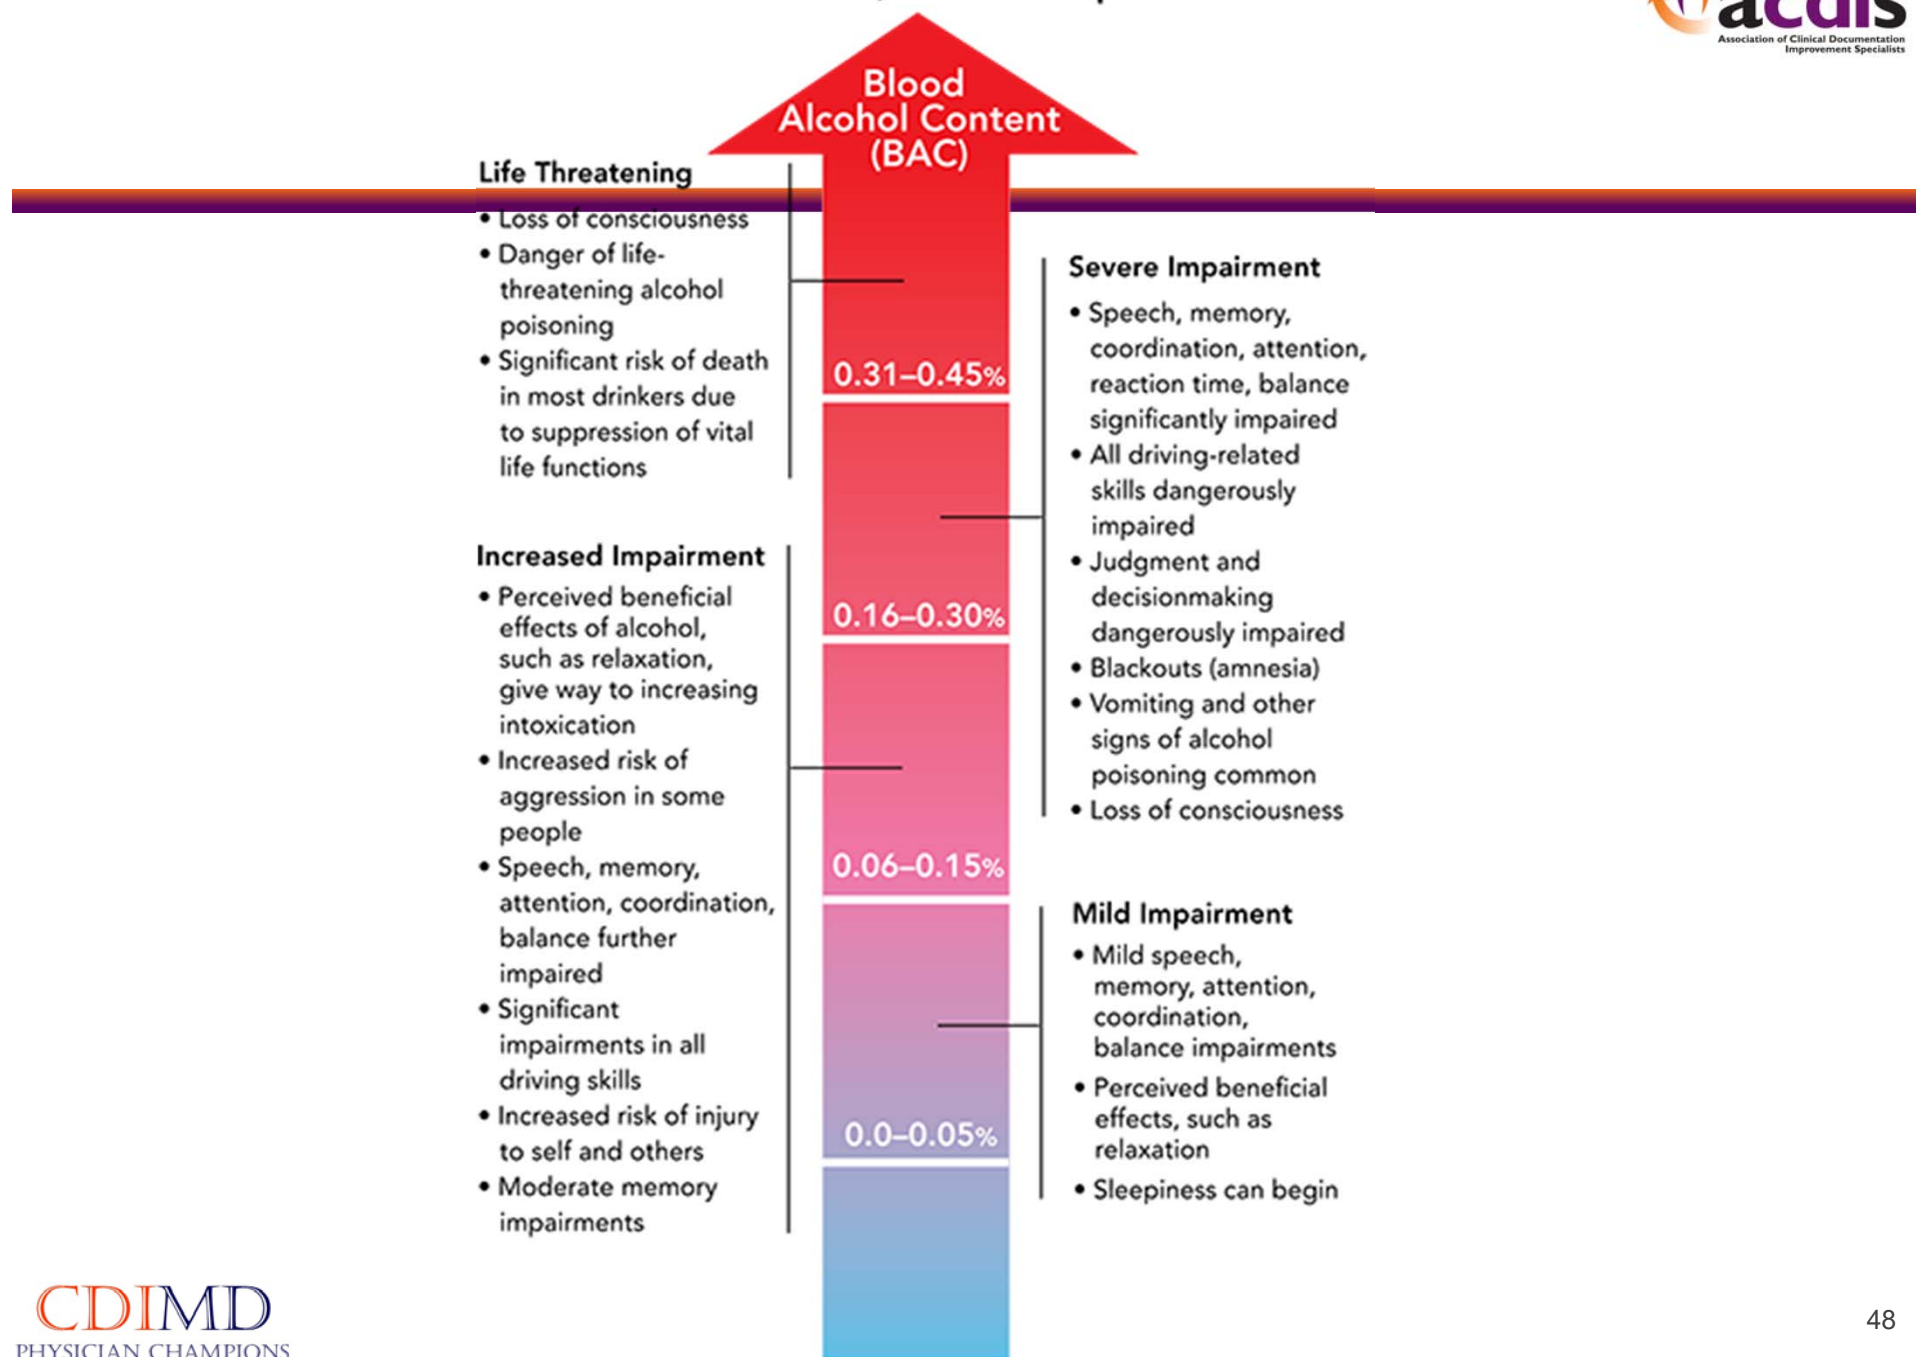 acdis
Association of Clinical Documentation
Improvement Specialists
Blood
Alcohol Content
(BAC)
Life Threatening
• Loss of consciousness
• Danger of life-
threatening alcohol
poisoning
• Significant risk of death
in most drinkers due
to suppression of vital
life functions
0.31–0.45%
Severe Impairment
• Speech, memory,
coordination, attention,
reaction time, balance
significantly impaired
• All driving-related
skills dangerously
impaired
• Judgment and
decisionmaking
dangerously impaired
• Blackouts (amnesia)
• Vomiting and other
signs of alcohol
poisoning common
• Loss of consciousness
0.16–0.30%
Increased Impairment
• Perceived beneficial
effects of alcohol,
such as relaxation,
give way to increasing
intoxication
• Increased risk of
aggression in some
people
• Speech, memory,
attention, coordination,
balance further
impaired
• Significant
impairments in all
driving skills
• Increased risk of injury
to self and others
• Moderate memory
impairments
0.06–0.15%
Mild Impairment
• Mild speech,
memory, attention,
coordination,
balance impairments
• Perceived beneficial
effects, such as
relaxation
• Sleepiness can begin
0.0–0.05%
CDIMD
PHYSICIAN CHAMPIONS
48